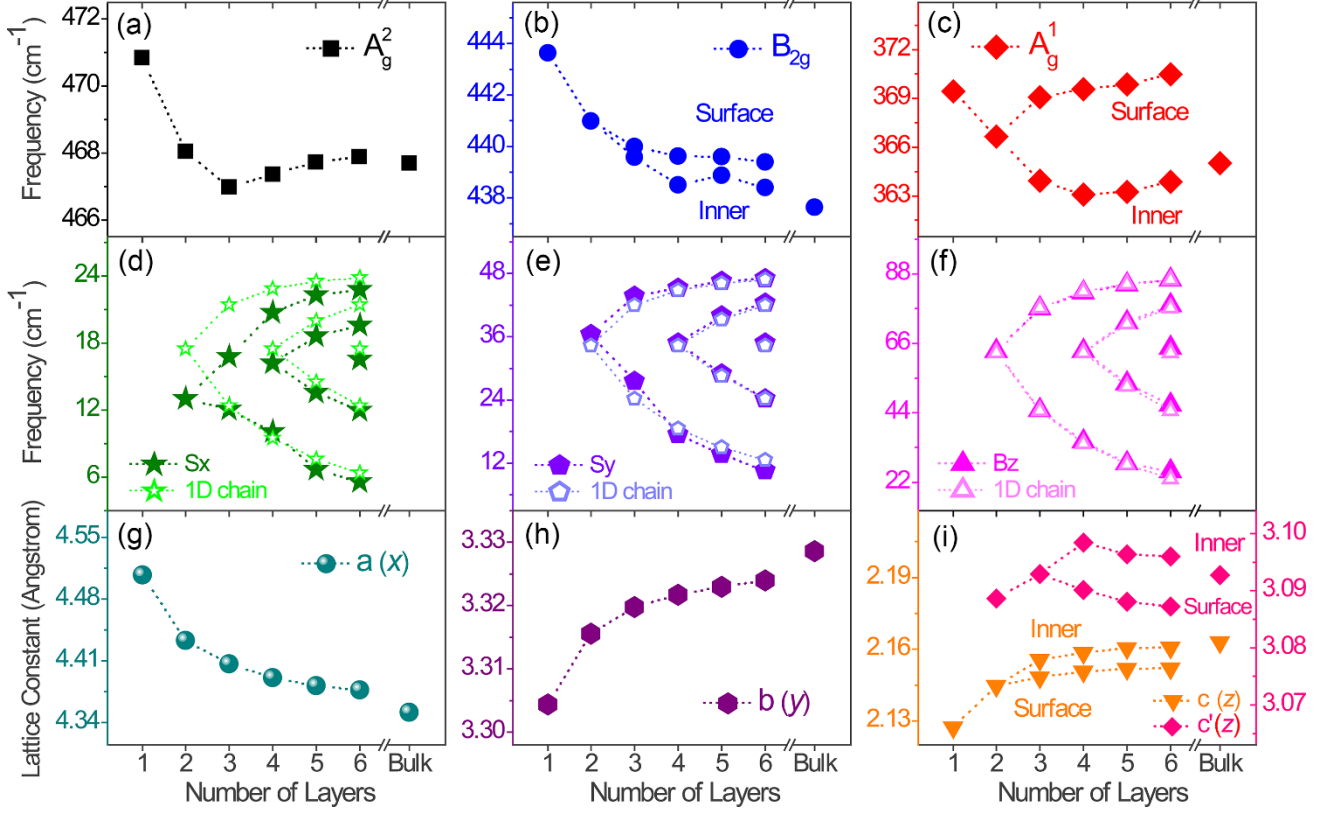 (a)
A²g
Frequency (cm⁻¹)
472
470
468
466
(b)
B₂g
Surface
Inner
444
442
440
438
(c)
A¹g
Surface
Inner
372
369
366
363
(d)
Sx
1D chain
Frequency (cm⁻¹)
24
18
12
6
(e)
Sy
1D chain
48
36
24
12
(f)
Bz
1D chain
88
66
44
22
(g)
a (x)
Lattice Constant (Angstrom)
4.55
4.48
4.41
4.34
1 2 3 4 5 6 Bulk
Number of Layers
(h)
b (y)
3.33
3.32
3.31
3.30
1 2 3 4 5 6 Bulk
Number of Layers
(i)
Inner
Surface
Inner
Surface
c (z)
c'(z)
2.19
2.16
2.13
3.10
3.09
3.08
3.07
1 2 3 4 5 6 Bulk
Number of Layers